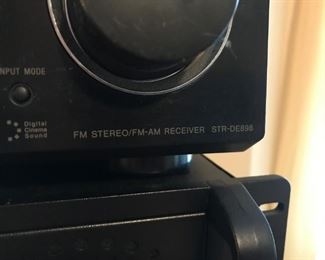 INPUT MODE
Digital
Cinema
Sound
FM STEREO/FM-AM RECEIVER STR-DE898